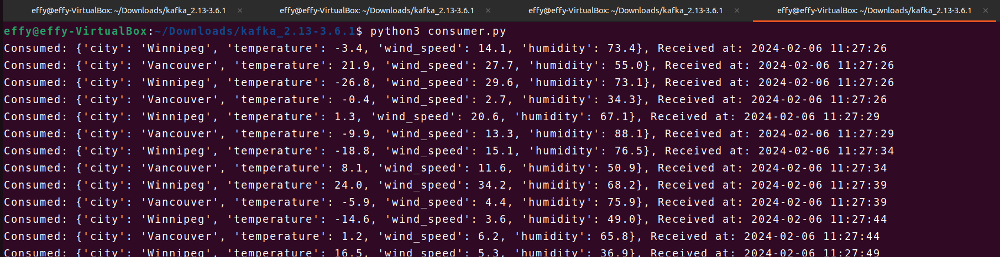 effy@effy-VirtualBox: ~/Downloads/kafka_2.13-3.6.1 × effy@effy-VirtualBox: ~/Downloads/kafka_2.13-3.6.1 × effy@effy-VirtualBox: ~/Downloads/kafka_2.13-3.6.1 × effy@effy-VirtualBox: ~/Downloads/kafka_2.13-3.6.1 ×
effy@effy-VirtualBox:~/Downloads/kafka_2.13-3.6.1$ python3 consumer.py
Consumed: {'city': 'Winnipeg', 'temperature': -3.4, 'wind_speed': 14.1, 'humidity': 73.4}, Received at: 2024-02-06 11:27:26
Consumed: {'city': 'Vancouver', 'temperature': 21.9, 'wind_speed': 27.7, 'humidity': 55.0}, Received at: 2024-02-06 11:27:26
Consumed: {'city': 'Winnipeg', 'temperature': -26.8, 'wind_speed': 29.6, 'humidity': 73.1}, Received at: 2024-02-06 11:27:26
Consumed: {'city': 'Vancouver', 'temperature': -0.4, 'wind_speed': 2.7, 'humidity': 34.3}, Received at: 2024-02-06 11:27:26
Consumed: {'city': 'Winnipeg', 'temperature': 1.3, 'wind_speed': 20.6, 'humidity': 67.1}, Received at: 2024-02-06 11:27:29
Consumed: {'city': 'Vancouver', 'temperature': -9.9, 'wind_speed': 13.3, 'humidity': 88.1}, Received at: 2024-02-06 11:27:29
Consumed: {'city': 'Winnipeg', 'temperature': -18.8, 'wind_speed': 15.1, 'humidity': 76.5}, Received at: 2024-02-06 11:27:34
Consumed: {'city': 'Vancouver', 'temperature': 8.1, 'wind_speed': 11.6, 'humidity': 50.9}, Received at: 2024-02-06 11:27:34
Consumed: {'city': 'Winnipeg', 'temperature': 24.0, 'wind_speed': 34.2, 'humidity': 68.2}, Received at: 2024-02-06 11:27:39
Consumed: {'city': 'Vancouver', 'temperature': -5.9, 'wind_speed': 4.4, 'humidity': 75.9}, Received at: 2024-02-06 11:27:39
Consumed: {'city': 'Winnipeg', 'temperature': -14.6, 'wind_speed': 3.6, 'humidity': 49.0}, Received at: 2024-02-06 11:27:44
Consumed: {'city': 'Vancouver', 'temperature': 1.2, 'wind_speed': 6.2, 'humidity': 65.8}, Received at: 2024-02-06 11:27:44
Consumed: {'city': 'Winnipeg', 'temperature': 16.5, 'wind_speed': 5.3, 'humidity': 36.9}, Received at: 2024-02-06 11:27:49